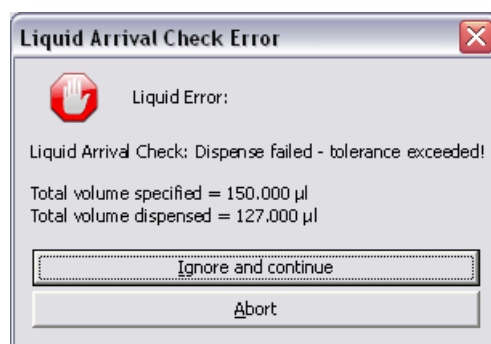 Liquid Arrival Check Error
Liquid Error:
Liquid Arrival Check: Dispense failed - tolerance exceeded!
Total volume specified = 150.000 µl
Total volume dispensed = 127.000 µl
Ignore and continue
Abort